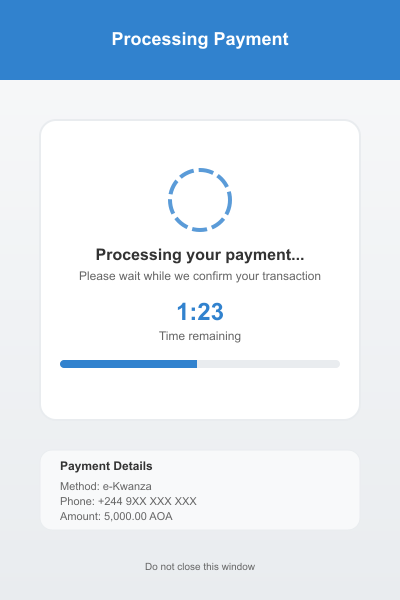 Processing Payment
Processing your payment...
Please wait while we confirm your transaction
1:23
Time remaining
Payment Details
Method: e-Kwanza
Phone: +244 9XX XXX XXX
Amount: 5,000.00 AOA
Do not close this window